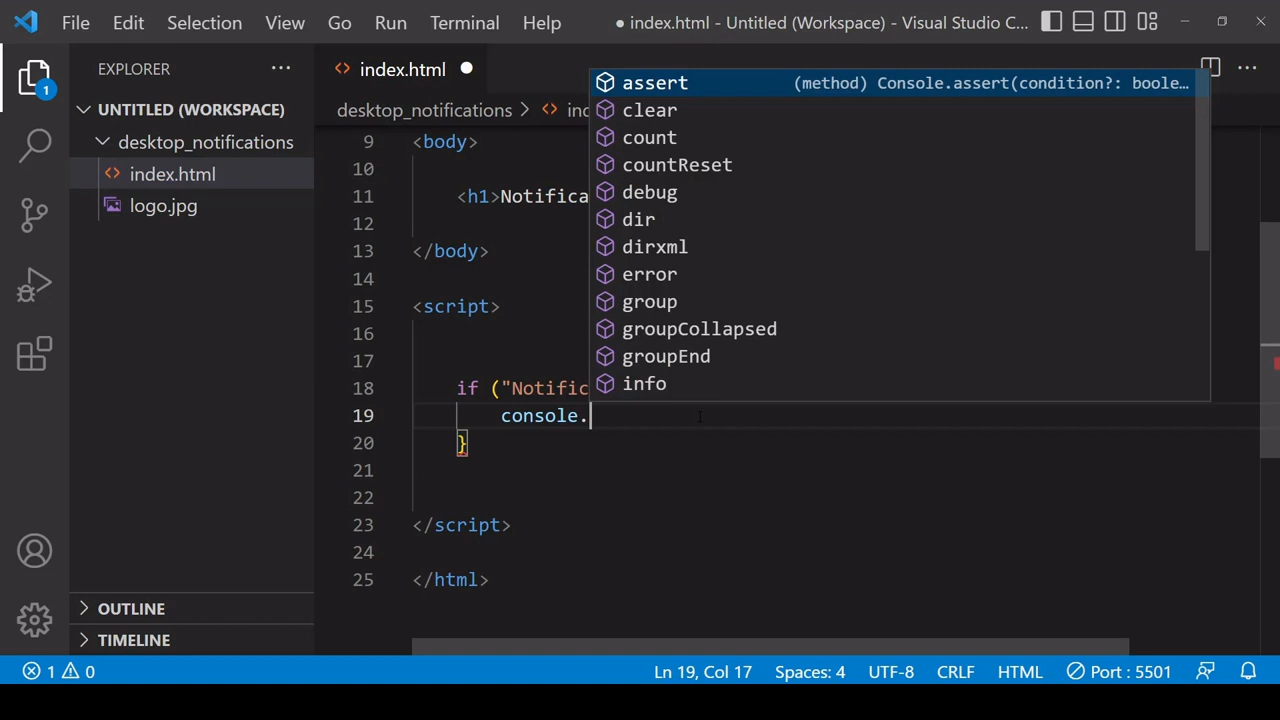 File Edit Selection View Go Run Terminal Help ● index.html - Untitled (Workspace) - Visual Studio C...
EXPLORER ...
1
UNTITLED (WORKSPACE)
desktop_notifications
index.html
logo.jpg
OUTLINE
TIMELINE
<> index.html ●
desktop_notifications > <>
9 <body>
10
11 <h1>Notifica
12
13 </body>
14
15 <script>
16
17
18 if ("Notific
19 console.
20 }
21
22
23 </script>
24
25 </html>
assert (method) Console.assert(condition?: boole...
clear
count
countReset
debug
dir
dirxml
error
group
groupCollapsed
groupEnd
info
1 0 Ln 19, Col 17 Spaces: 4 UTF-8 CRLF HTML Port : 5501